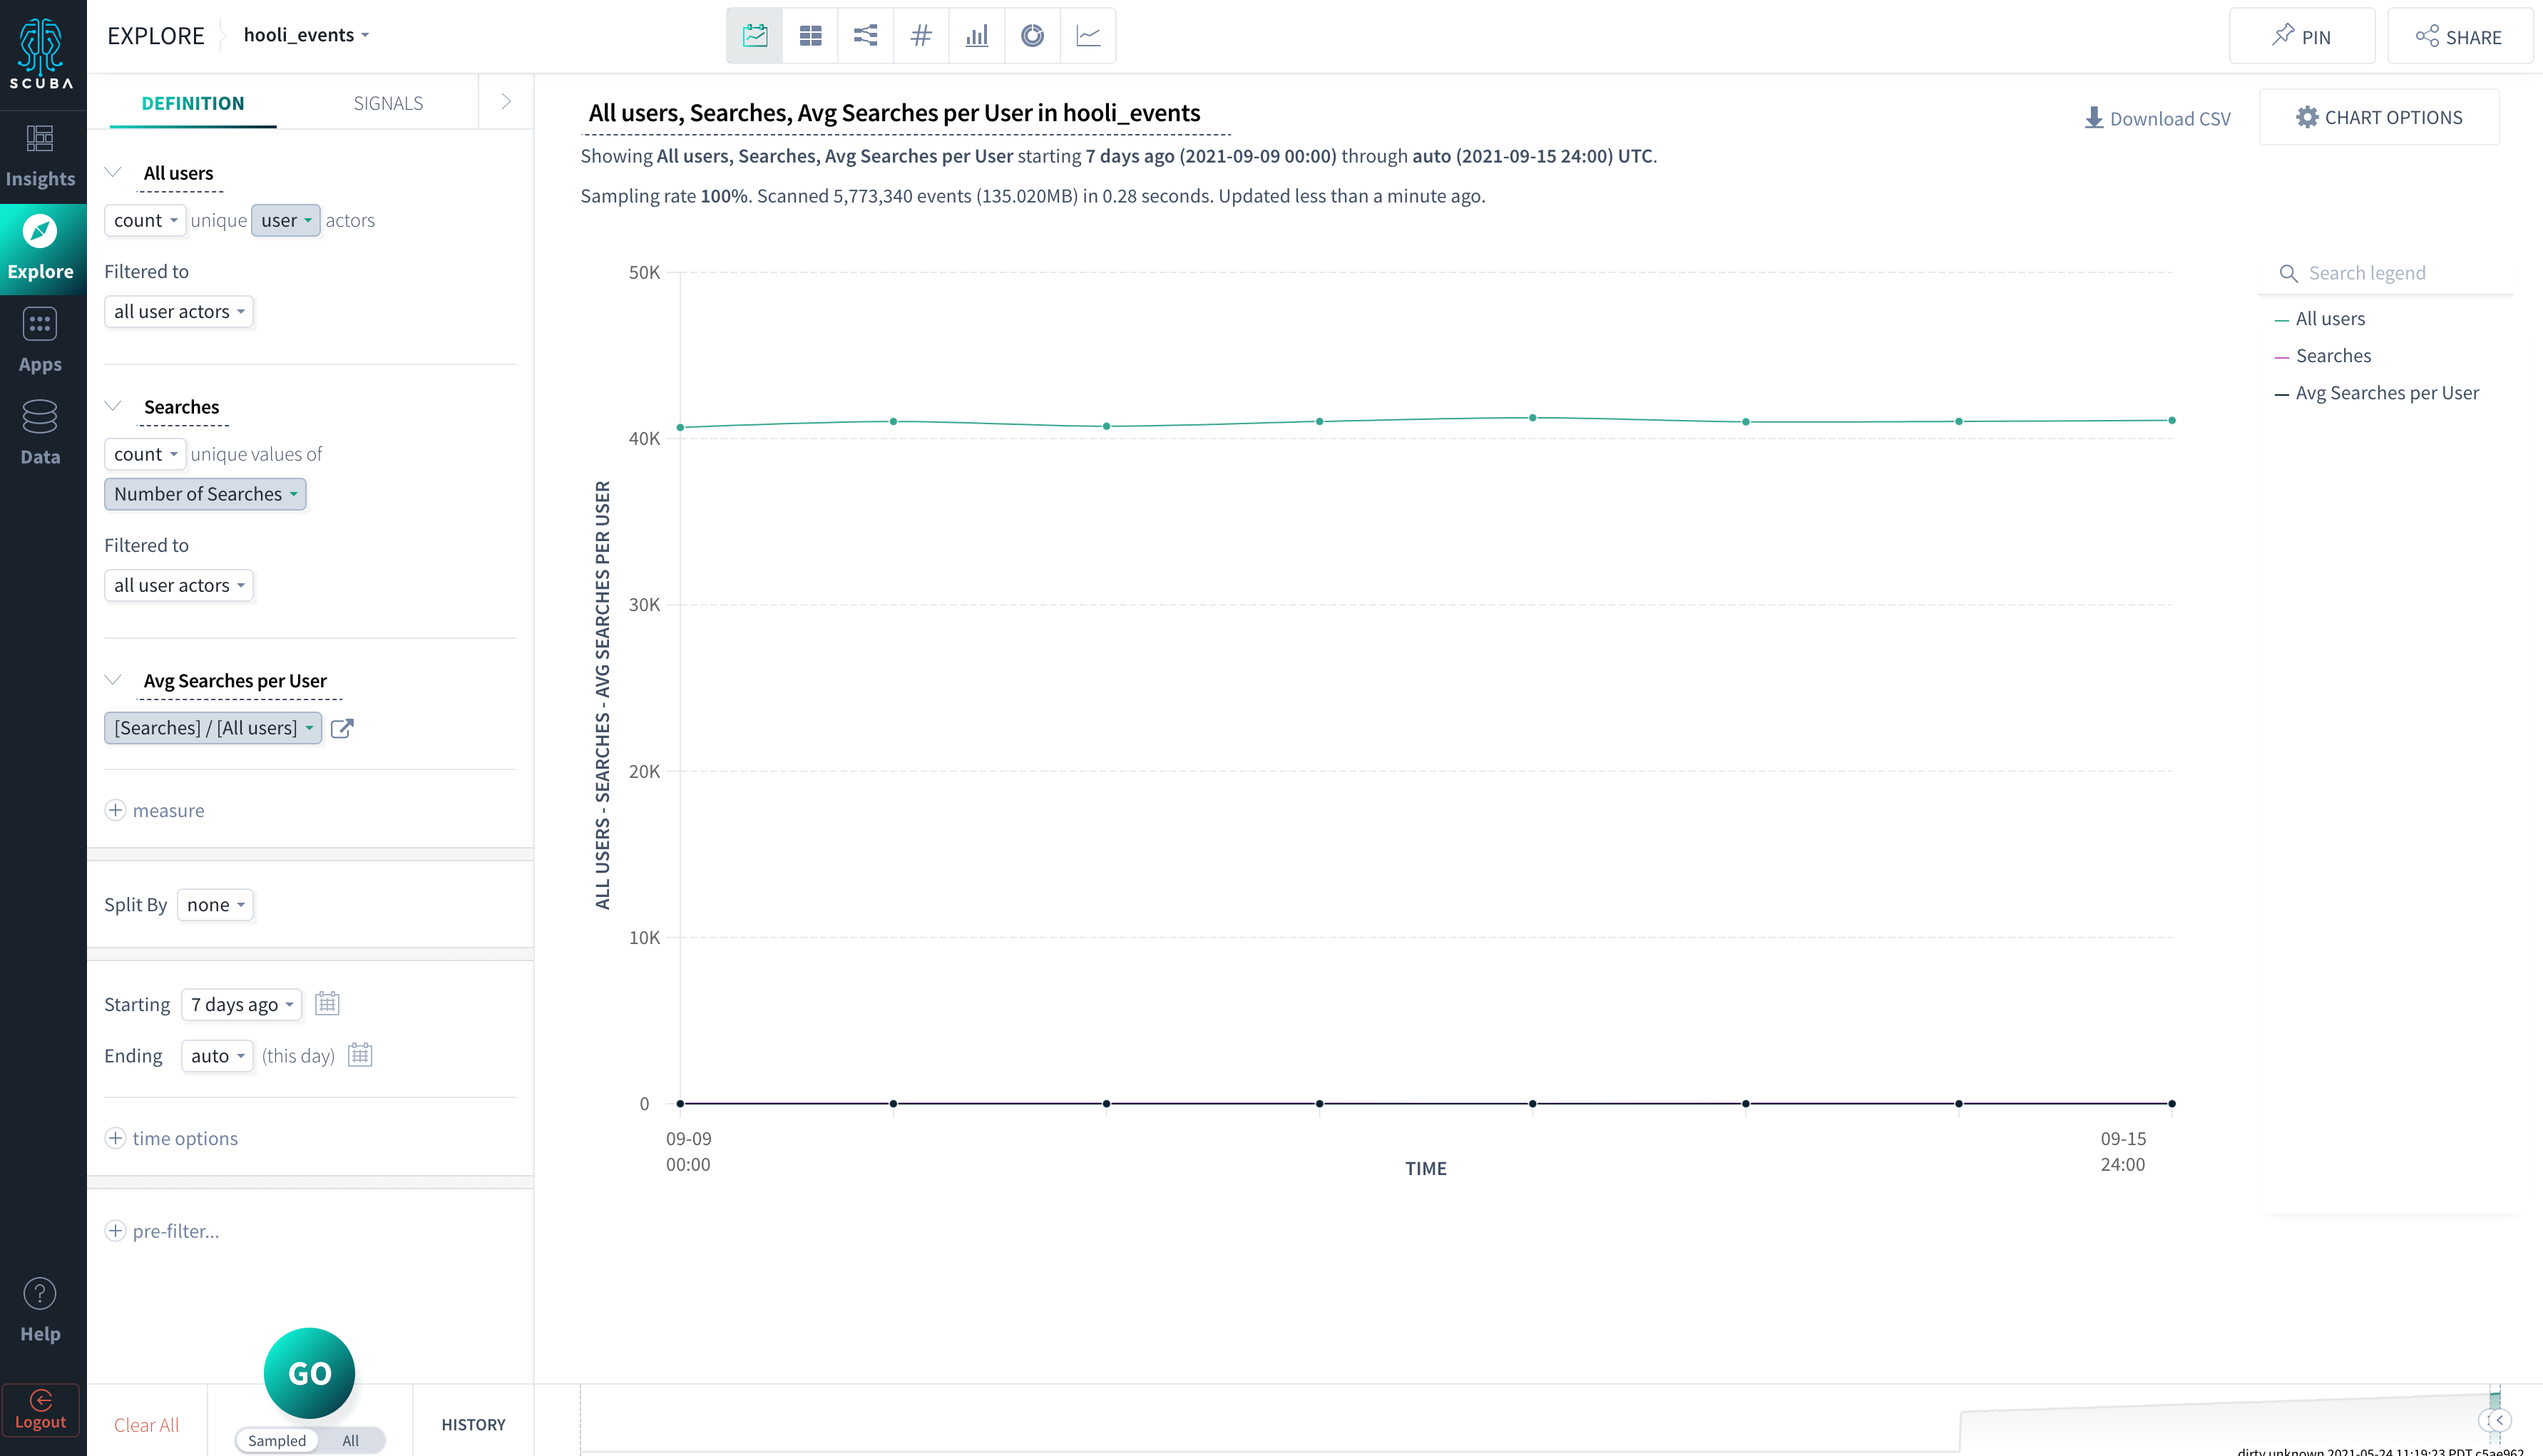 SCUBA
Insights
Explore
Apps
Data
Help
Logout
EXPLORE
hooli_events
PIN
SHARE
DEFINITION
SIGNALS
All users
count unique user actors
Filtered to
all user actors
Searches
count unique values of
Number of Searches
Filtered to
all user actors
Avg Searches per User
[Searches] / [All users]
measure
Split By none
Starting 7 days ago
Ending auto (this day)
time options
pre-filter...
GO
Clear All
Sampled All
HISTORY
All users, Searches, Avg Searches per User in hooli_events
Download CSV
CHART OPTIONS
Showing All users, Searches, Avg Searches per User starting 7 days ago (2021-09-09 00:00) through auto (2021-09-15 24:00) UTC.
Sampling rate 100%. Scanned 5,773,340 events (135.020MB) in 0.28 seconds. Updated less than a minute ago.
50K
40K
30K
20K
10K
0
ALL USERS - SEARCHES - AVG SEARCHES PER USER
09-09
00:00
09-15
24:00
TIME
Search legend
All users
Searches
Avg Searches per User
dirty unknown 2021-05-24 11:19:23 PDT c5ae962